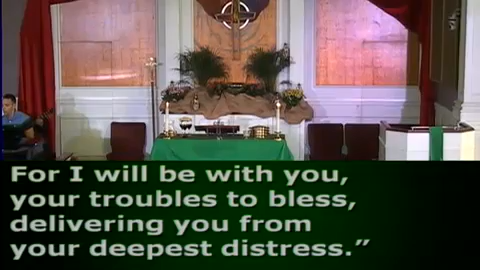 For I will be with you,
your troubles to bless,
delivering you from
your deepest distress.”